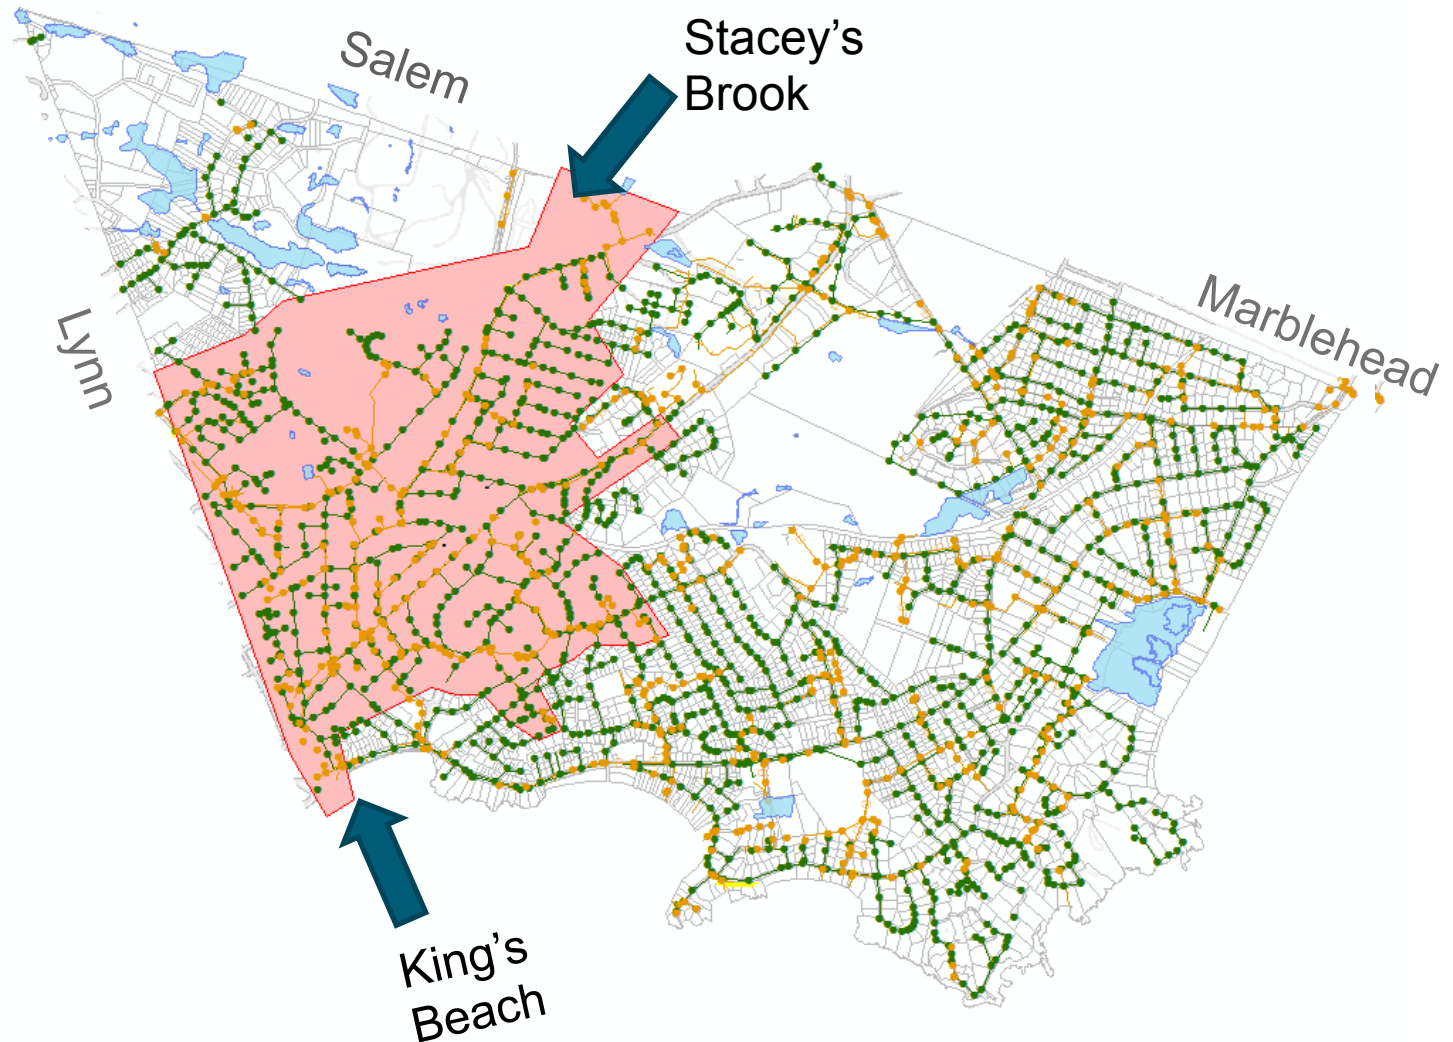 Stacey’s
Brook
Salem
Marblehead
Lynn
King’s
Beach